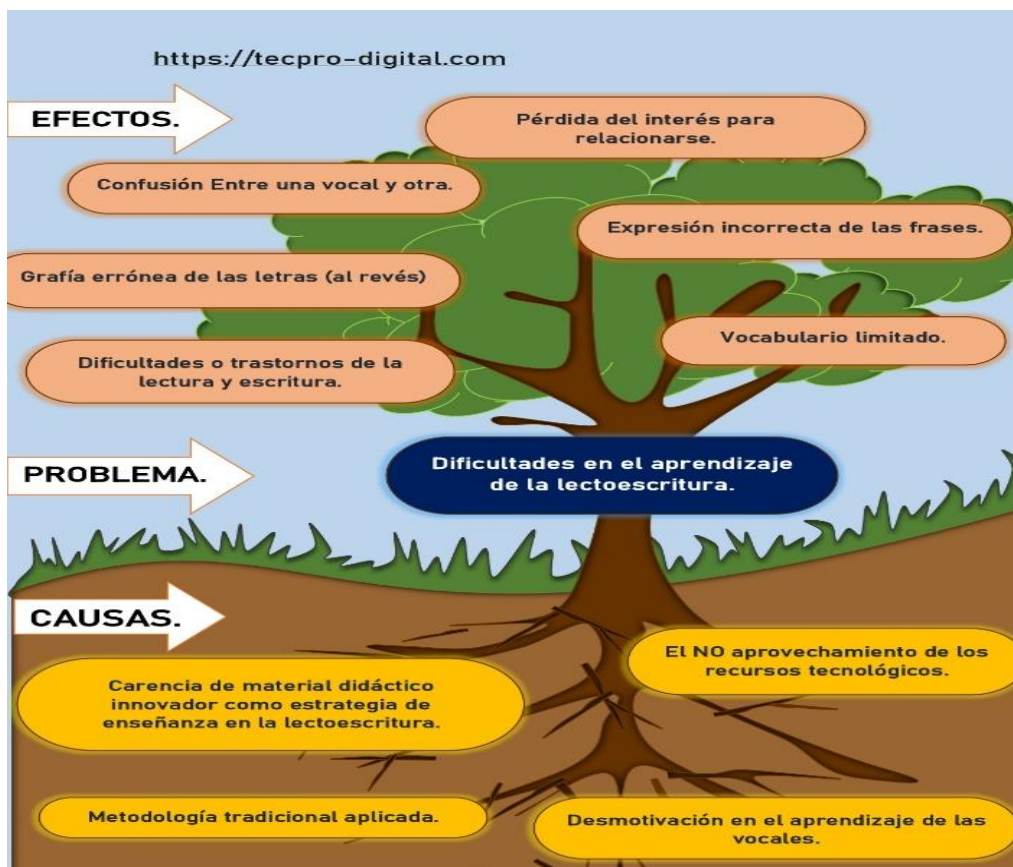 https://tecpro-digital.com
EFECTOS.
Pérdida del interés para
relacionarse.
Confusión Entre una vocal y otra.
Expresión incorrecta de las frases.
Grafía errónea de las letras (al revés)
Vocabulario limitado.
Dificultades o trastornos de la
lectura y escritura.
PROBLEMA.
Dificultades en el aprendizaje
de la lectoescritura.
CAUSAS.
El NO aprovechamiento de los
recursos tecnológicos.
Carencia de material didáctico
innovador como estrategia de
enseñanza en la lectoescritura.
Metodología tradicional aplicada.
Desmotivación en el aprendizaje de las
vocales.